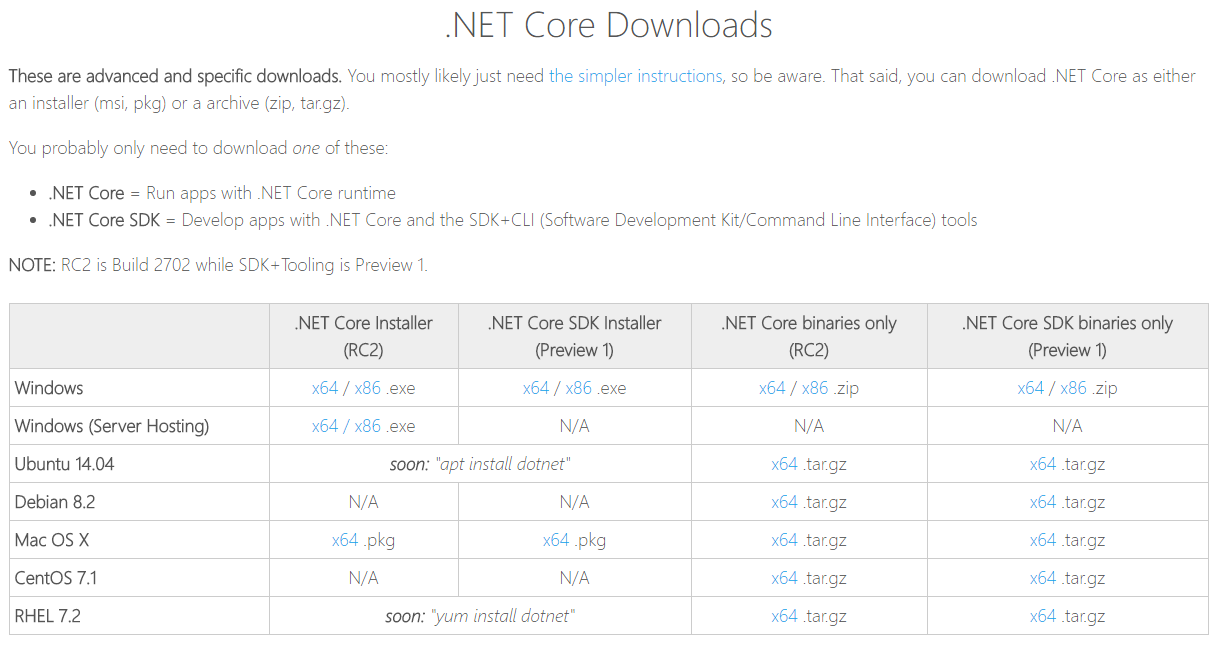 .NET Core Downloads
These are advanced and specific downloads. You mostly likely just need the simpler instructions, so be aware. That said, you can download .NET Core as either
an installer (msi, pkg) or a archive (zip, tar.gz).
You probably only need to download one of these:
• .NET Core = Run apps with .NET Core runtime
• .NET Core SDK = Develop apps with .NET Core and the SDK+CLI (Software Development Kit/Command Line Interface) tools
NOTE: RC2 is Build 2702 while SDK+Tooling is Preview 1.
.NET Core Installer .NET Core SDK Installer .NET Core binaries only .NET Core SDK binaries only
(RC2) (Preview 1) (RC2) (Preview 1)
Windows x64 / x86 .exe x64 / x86 .exe x64 / x86 .zip x64 / x86 .zip
Windows (Server Hosting) x64 / x86 .exe N/A N/A N/A
Ubuntu 14.04 soon: "apt install dotnet" x64 .tar.gz x64 .tar.gz
Debian 8.2 N/A N/A x64 .tar.gz x64 .tar.gz
Mac OS X x64 .pkg x64 .pkg x64 .tar.gz x64 .tar.gz
CentOS 7.1 N/A N/A x64 .tar.gz x64 .tar.gz
RHEL 7.2 soon: "yum install dotnet" x64 .tar.gz x64 .tar.gz